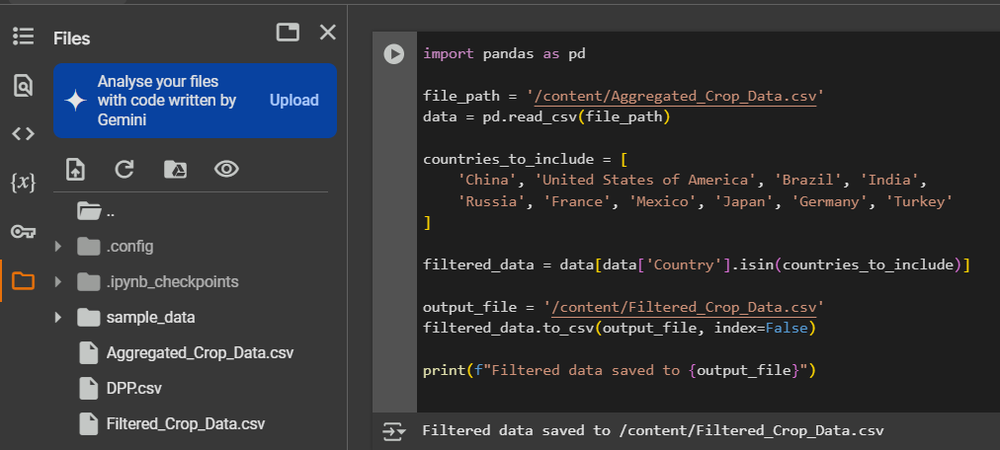 Files
Analyse your files
with code written by
Gemini
Upload
{x}
..
.config
.ipynb_checkpoints
sample_data
Aggregated_Crop_Data.csv
DPP.csv
Filtered_Crop_Data.csv
import pandas as pd
file_path = '/content/Aggregated_Crop_Data.csv'
data = pd.read_csv(file_path)
countries_to_include = [
'China', 'United States of America', 'Brazil', 'India',
'Russia', 'France', 'Mexico', 'Japan', 'Germany', 'Turkey'
]
filtered_data = data[data['Country'].isin(countries_to_include)]
output_file = '/content/Filtered_Crop_Data.csv'
filtered_data.to_csv(output_file, index=False)
print(f"Filtered data saved to {output_file}")
Filtered data saved to /content/Filtered_Crop_Data.csv